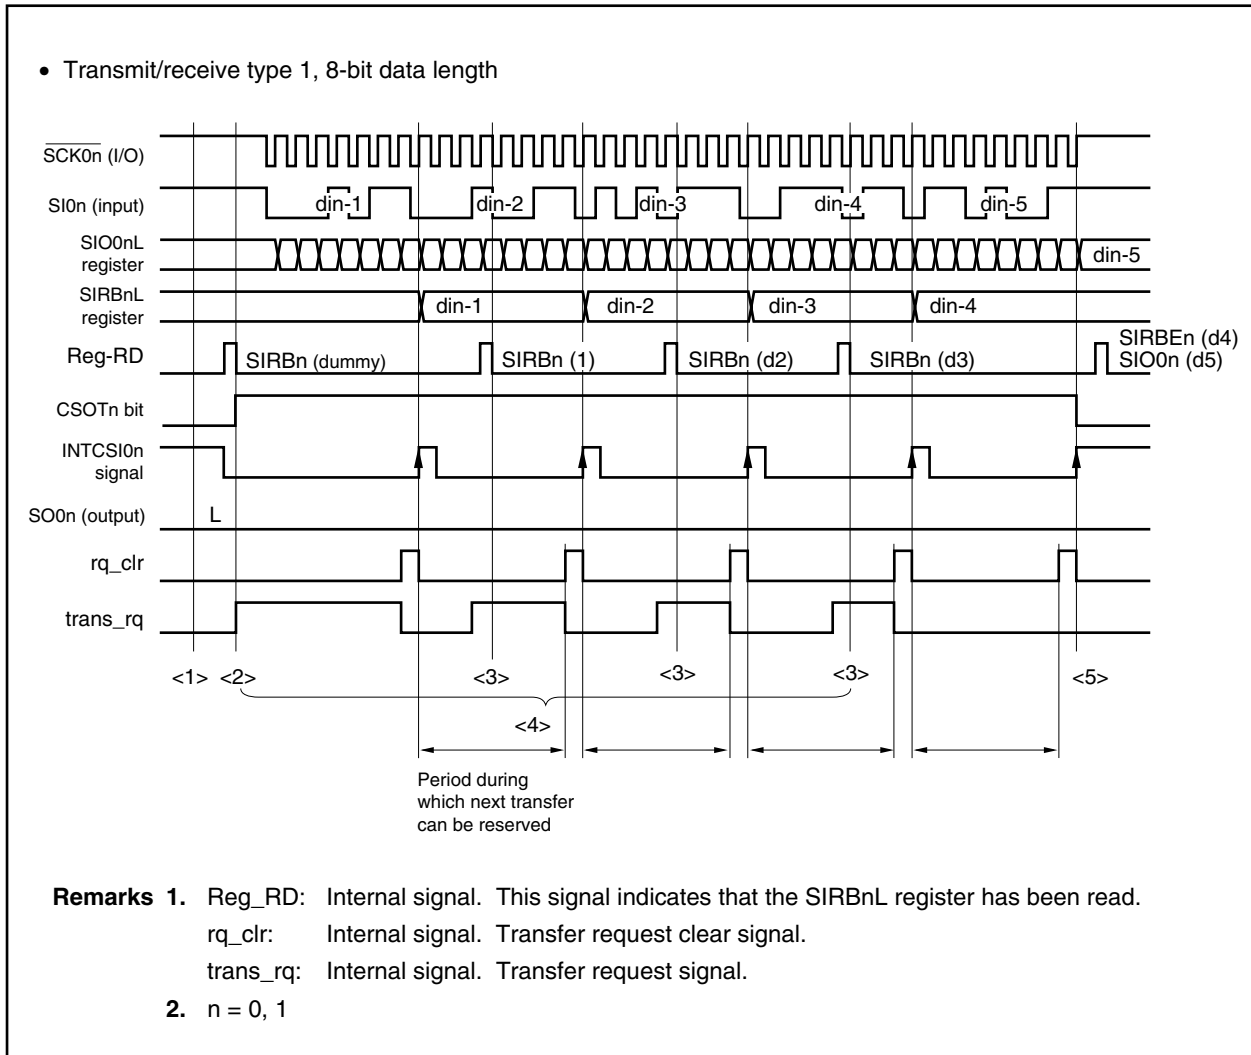 • Transmit/receive type 1, 8-bit data length
SCK0n (I/O)
SI0n (input)
din-1
din-2
din-3
din-4
din-5
SIO0nL
register
din-5
SIRBnL
register
din-1
din-2
din-3
din-4
Reg-RD
SIRBn (dummy)
SIRBn (1)
SIRBn (d2)
SIRBn (d3)
SIRBEn (d4)
SIO0n (d5)
CSOTn bit
INTCSI0n
signal
SO0n (output)
L
rq_clr
trans_rq
<1>
<2>
<3>
<3>
<3>
<5>
<4>
Period during
which next transfer
can be reserved
Remarks 1. Reg_RD: Internal signal. This signal indicates that the SIRBnL register has been read.
rq_clr: Internal signal. Transfer request clear signal.
trans_rq: Internal signal. Transfer request signal.
2. n = 0, 1